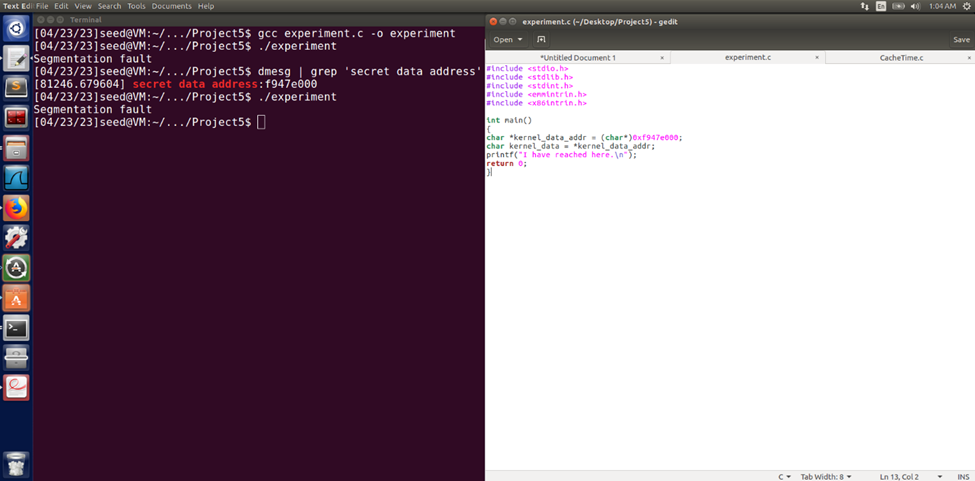 Text Edi File Edit View Search Tools Documents Help
En
1:04 AM
Terminal
[04/23/23]seed@VM:~/.../Project5$ gcc experiment.c -o experiment
[04/23/23]seed@VM:~/.../Project5$ ./experiment
Segmentation fault
[04/23/23]seed@VM:~/.../Project5$ dmesg | grep 'secret data address'
[81246.679604] secret data address:f947e000
[04/23/23]seed@VM:~/.../Project5$ ./experiment
Segmentation fault
[04/23/23]seed@VM:~/.../Project5$
experiment.c (~/Desktop/Project5) - gedit
Open
Save
*Untitled Document 1
experiment.c
CacheTime.c
#include <stdio.h>
#include <stdlib.h>
#include <stdint.h>
#include <emmintrin.h>
#include <x86intrin.h>
int main()
{
char *kernel_data_addr = (char*)0xf947e000;
char kernel_data = *kernel_data_addr;
printf("I have reached here.\n");
return 0;
}
C
Tab Width: 8
Ln 13, Col 2
INS